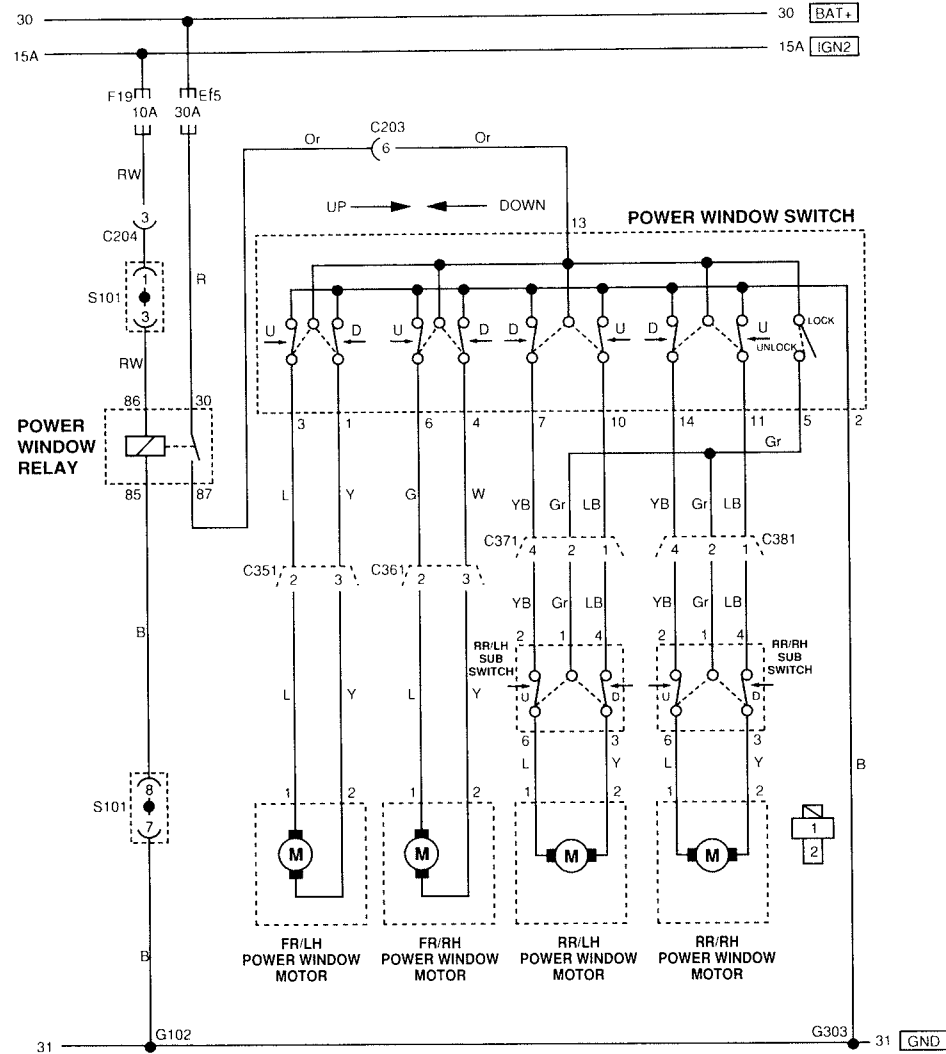 30 30 BAT+
15A 15A IGN2
F19 Ef5
10A 30A
C203
Or 6 Or
RW
3
C204
UP DOWN
13 POWER WINDOW SWITCH
1
S101
3
R
U D U D D U D U LOCK
UNLOCK
RW
86 30
3 1 6 4 7 10 14 11 5 2
POWER
WINDOW
RELAY
Gr
85 87
L Y G W YB Gr LB YB Gr LB
C371 4 2 1 4 2 1 C381
C351 2 3 C361 2 3
YB Gr LB YB Gr LB
B
2 1 4 2 1 4
RR/LH
SUB
SWITCH
RR/RH
SUB
SWITCH
L Y L Y U D U D
6 3 6 3
L Y L Y
B
8
S101
7
1 2 1 2 1 2 1 2
1
2
M M M M
FR/LH
POWER WINDOW
MOTOR
FR/RH
POWER WINDOW
MOTOR
RR/LH
POWER WINDOW
MOTOR
RR/RH
POWER WINDOW
MOTOR
B
G102 G303
31 31 GND